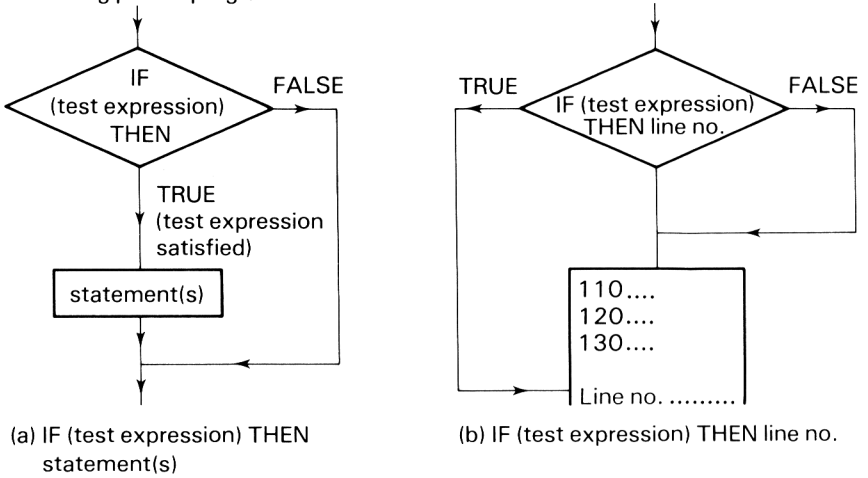 IF
(test expression)
THEN
FALSE
TRUE
(test expression
satisfied)
statement(s)
(a) IF (test expression) THEN
statement(s)
TRUE
IF (test expression)
THEN line no.
FALSE
110....
120....
130....
Line no. .........
(b) IF (test expression) THEN line no.